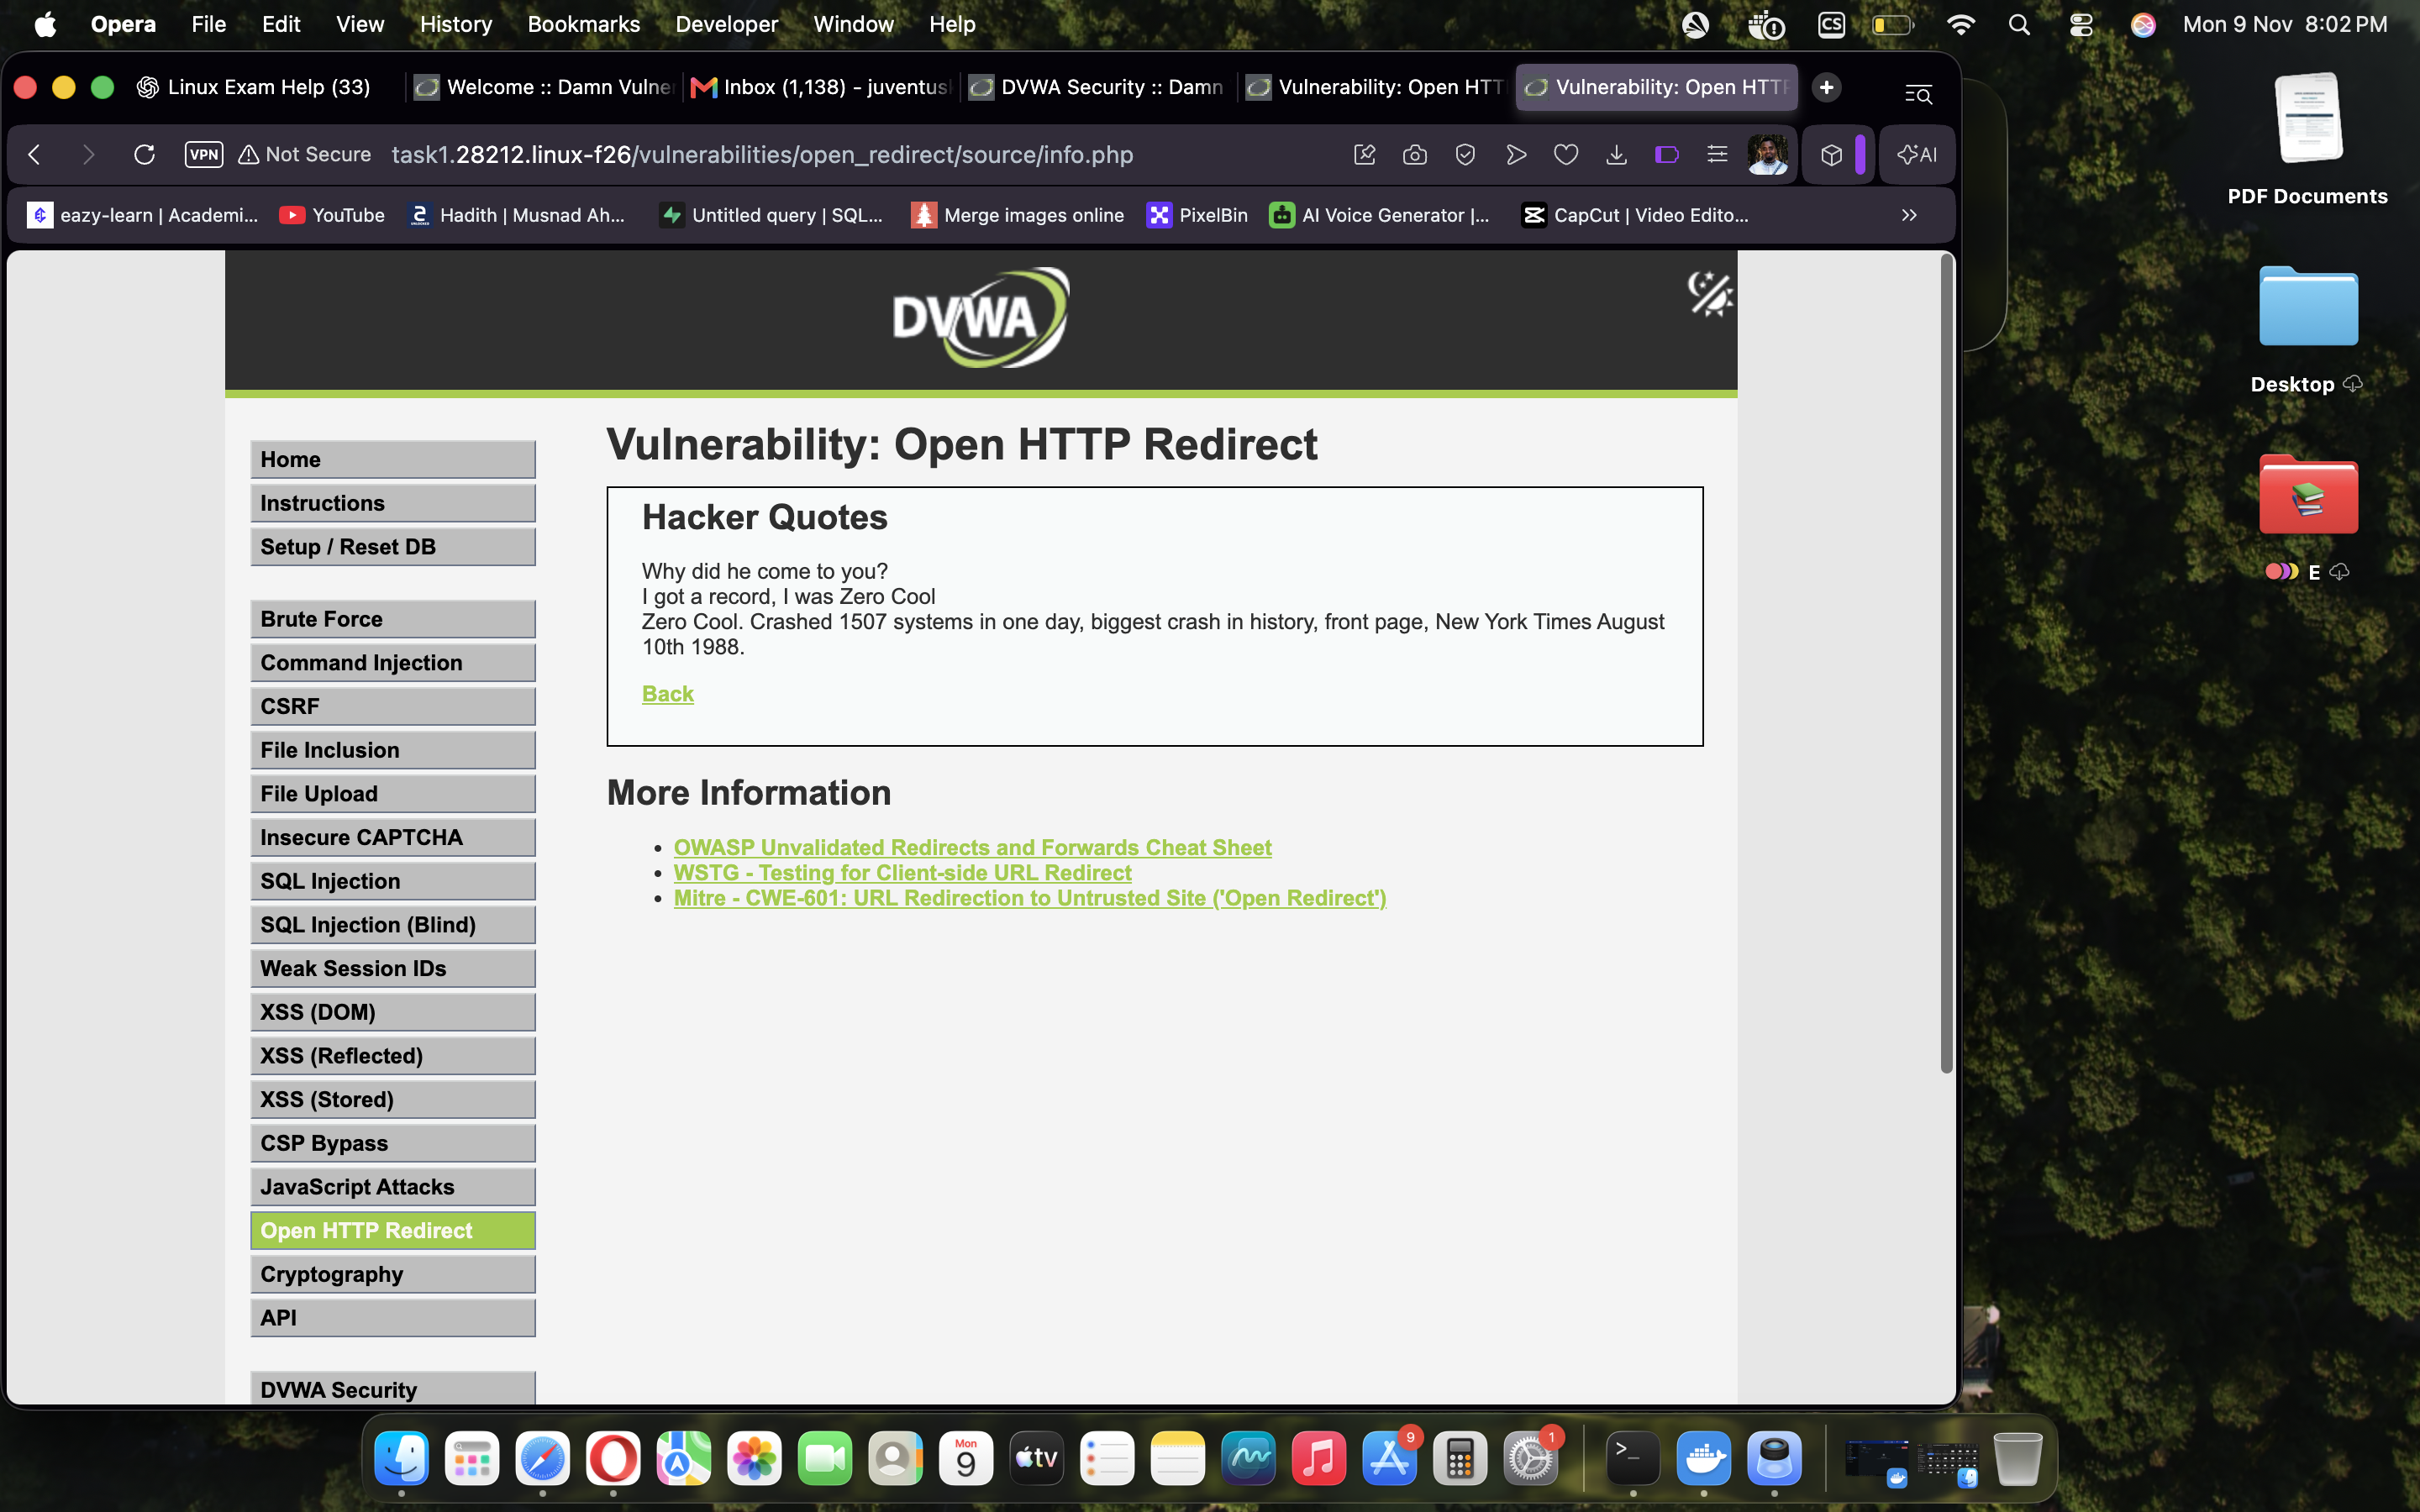 Opera File Edit View History Bookmarks Developer Window Help
CS
Mon 9 Nov 8:02 PM
Linux Exam Help (33)
Welcome :: Damn Vulne
Inbox (1,138) - juventus
DVWA Security :: Damn
Vulnerability: Open HTT
Vulnerability: Open HTTP
VPN
Not Secure
task1.28212.linux-f26/vulnerabilities/open_redirect/source/info.php
AI
eazy-learn | Academi...
YouTube
Hadith | Musnad Ah...
Untitled query | SQL...
Merge images online
PixelBin
AI Voice Generator |...
CapCut | Video Edito...
PDF Documents
Desktop
E
DVWA
Home
Instructions
Setup / Reset DB
Brute Force
Command Injection
CSRF
File Inclusion
File Upload
Insecure CAPTCHA
SQL Injection
SQL Injection (Blind)
Weak Session IDs
XSS (DOM)
XSS (Reflected)
XSS (Stored)
CSP Bypass
JavaScript Attacks
Open HTTP Redirect
Cryptography
API
DVWA Security
Vulnerability: Open HTTP Redirect
Hacker Quotes
Why did he come to you?
I got a record, I was Zero Cool
Zero Cool. Crashed 1507 systems in one day, biggest crash in history, front page, New York Times August
10th 1988.
Back
More Information
OWASP Unvalidated Redirects and Forwards Cheat Sheet
WSTG - Testing for Client-side URL Redirect
Mitre - CWE-601: URL Redirection to Untrusted Site ('Open Redirect')
Mon
9
tv
9
1